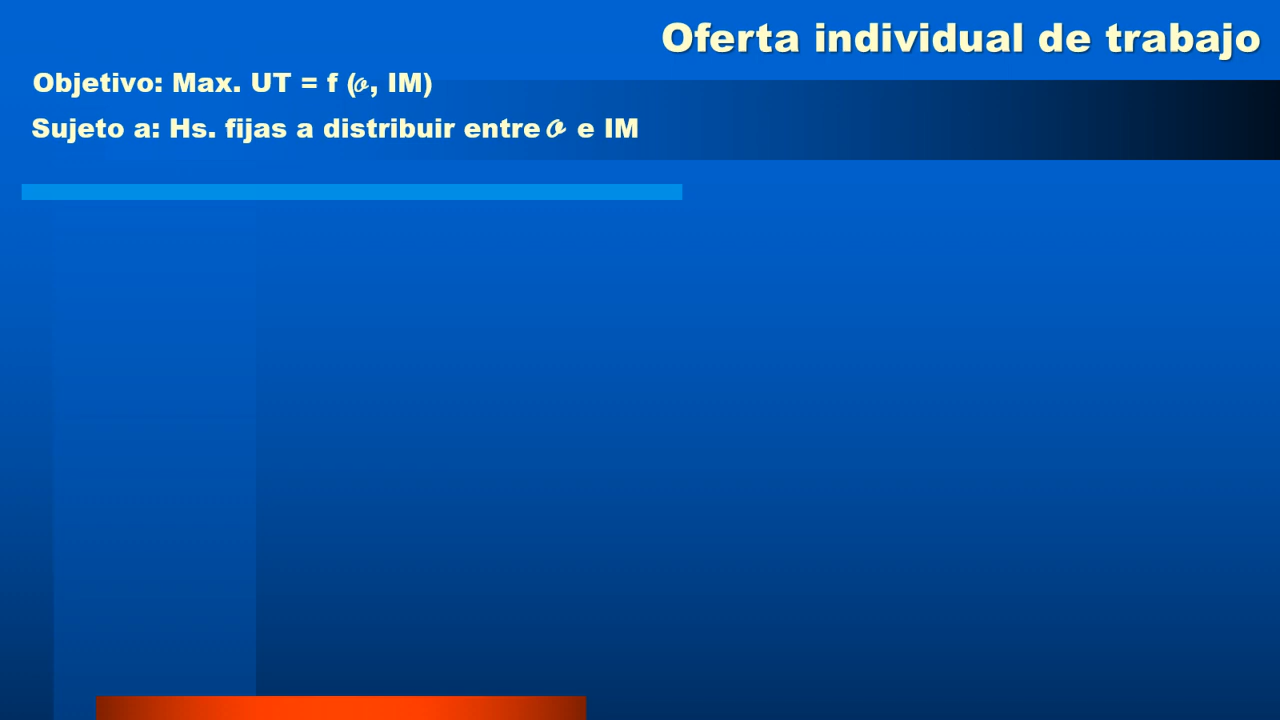 Oferta individual de trabajo
Objetivo: Max. UT = f (o, IM)
Sujeto a: Hs. fijas a distribuir entre o e IM